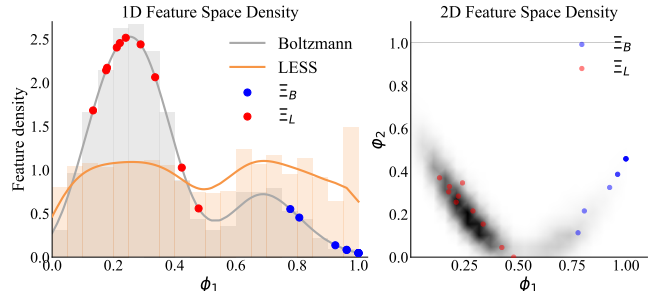 1D Feature Space Density
Feature density
2.5
2.0
1.5
1.0
0.5
0.0
0.0
0.2
0.4
0.6
0.8
1.0
ϕ₁
Boltzmann
LESS
Ξ_B
Ξ_L
2D Feature Space Density
ϕ₂
1.0
0.8
0.6
0.4
0.2
0.0
0.25
0.50
0.75
1.00
ϕ₁
Ξ_B
Ξ_L